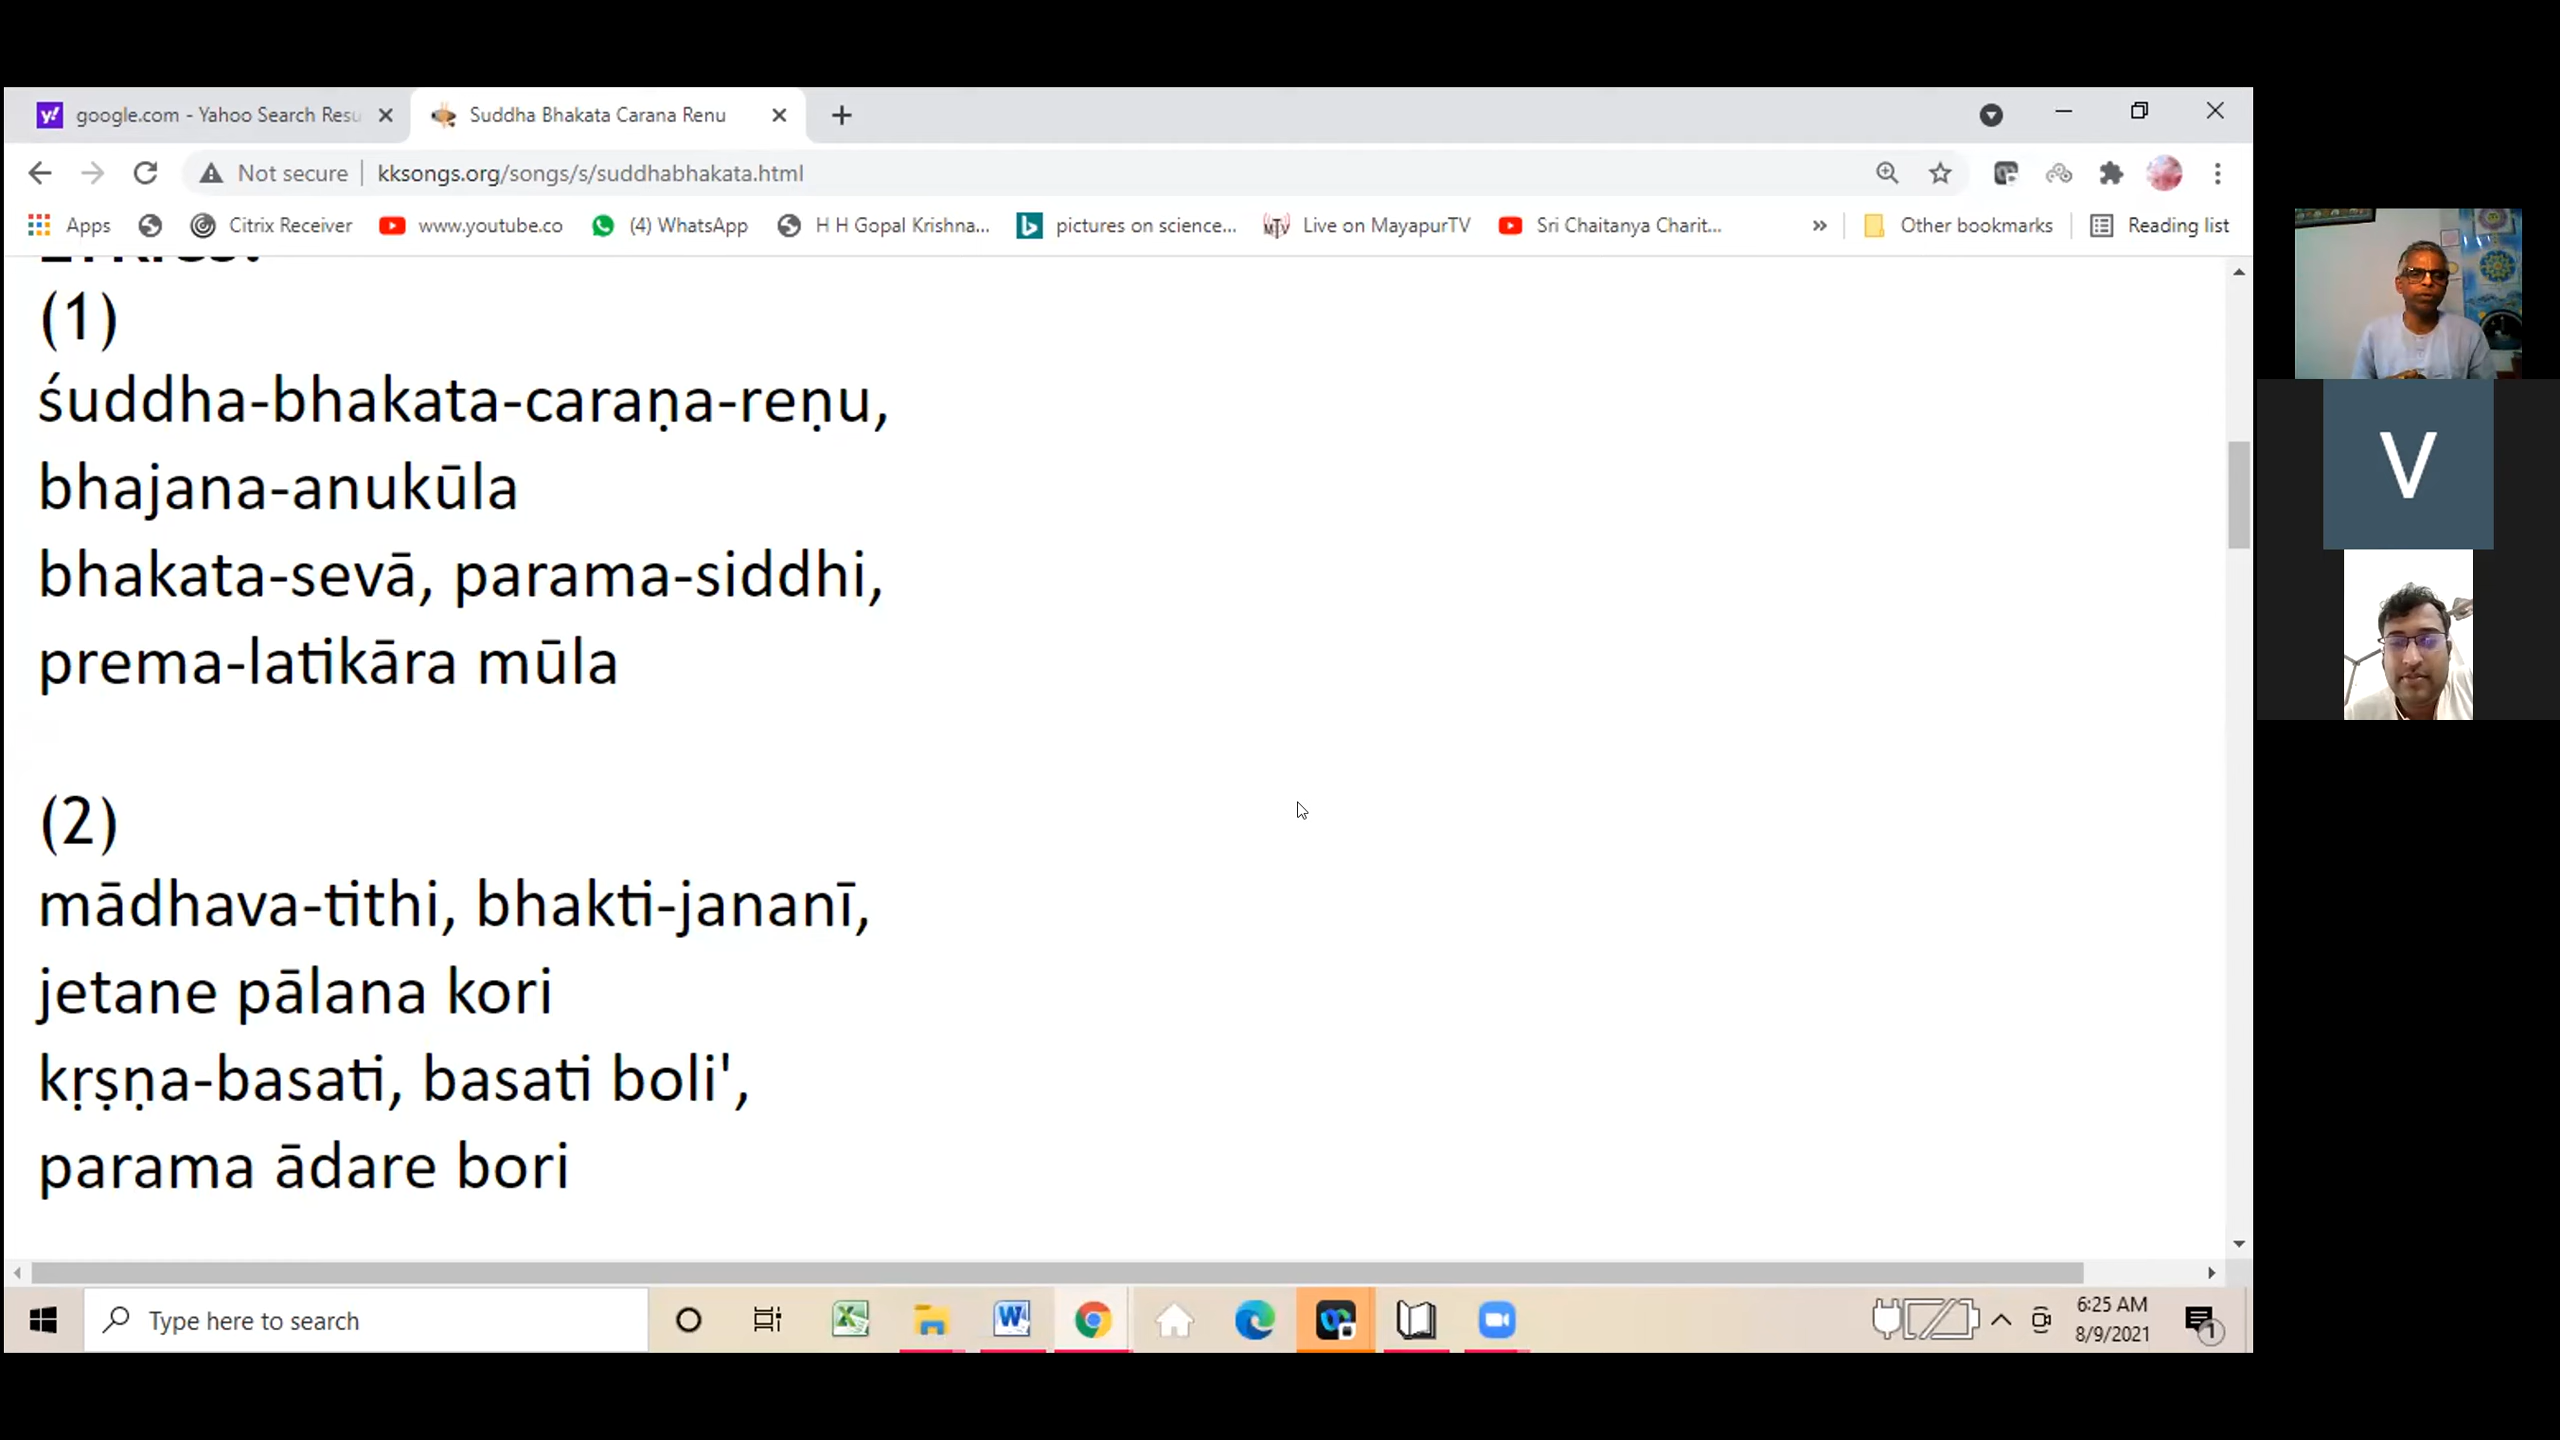 google.com - Yahoo Search Resu
Suddha Bhakata Carana Renu
Not secure
kksongs.org/songs/s/suddhabhakata.html
Apps
Citrix Receiver
www.youtube.co
(4) WhatsApp
H H Gopal Krishna...
pictures on science...
Live on MayapurTV
Sri Chaitanya Charit...
Other bookmarks
Reading list
(1)
śuddha-bhakata-caraṇa-reṇu,
bhajana-anukūla
bhakata-sevā, parama-siddhi,
prema-latikāra mūla
(2)
mādhava-tithi, bhakti-jananī,
jetane pālana kori
kṛṣṇa-basati, basati boli',
parama ādare bori
V
Type here to search
6:25 AM
8/9/2021
1